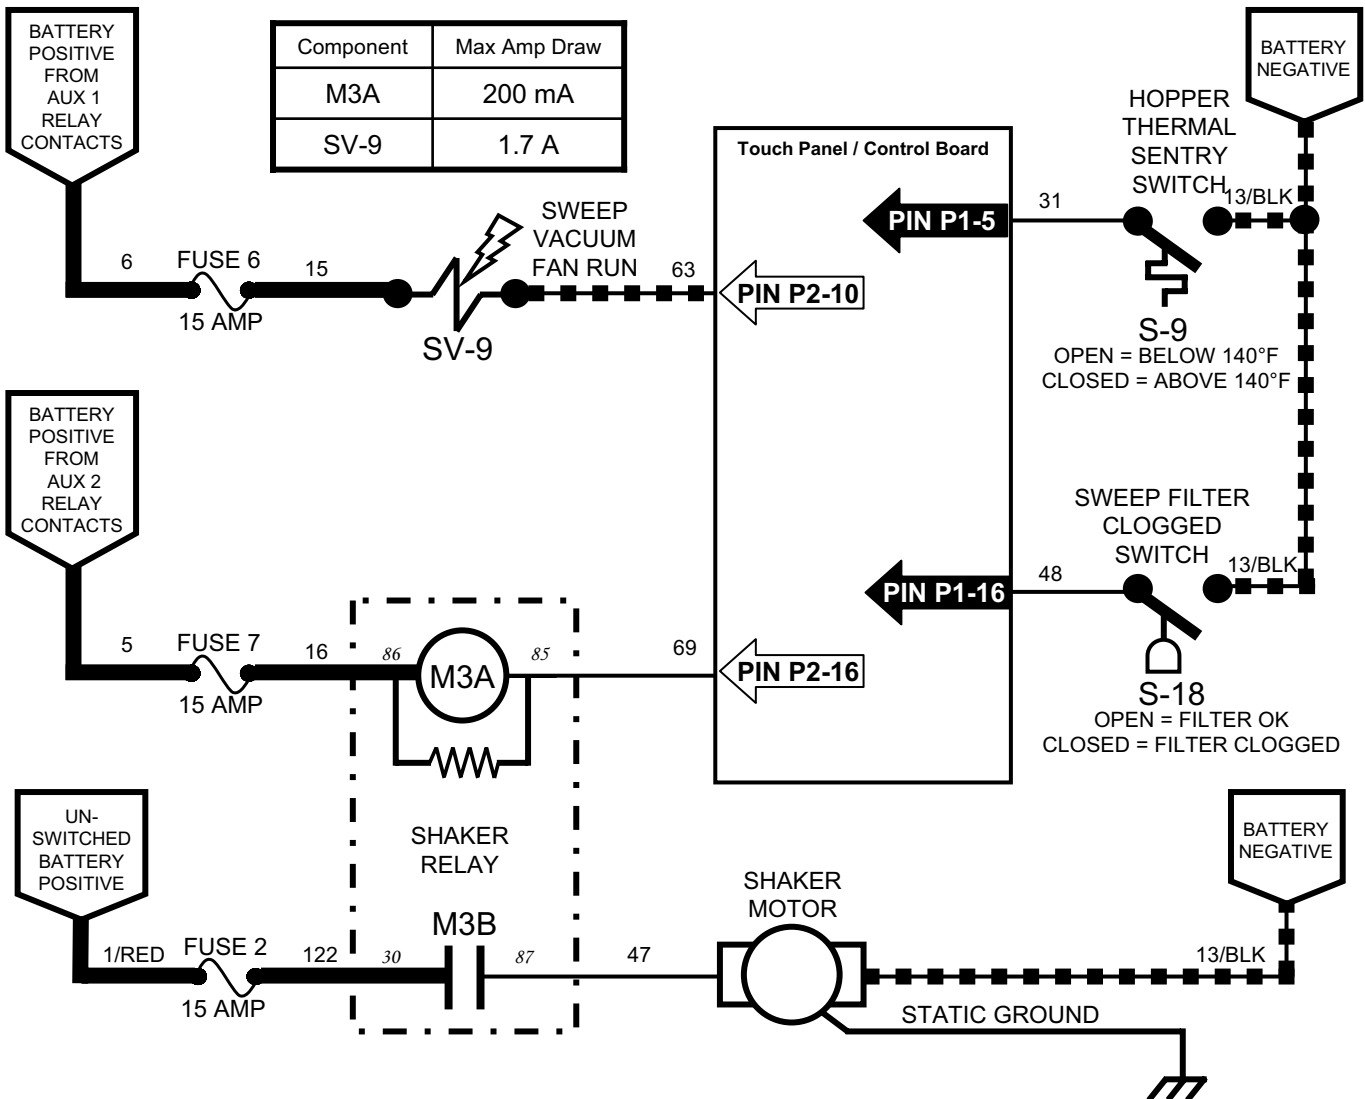 BATTERY
POSITIVE
FROM
AUX 1
RELAY
CONTACTS
Component Max Amp Draw
M3A 200 mA
SV-9 1.7 A
BATTERY
NEGATIVE
HOPPER
THERMAL
SENTRY
SWITCH
13/BLK
Touch Panel / Control Board
PIN P1-5
31
SWEEP
VACUUM
FAN RUN
6
FUSE 6
15 AMP
15
SV-9
63
PIN P2-10
S-9
OPEN = BELOW 140°F
CLOSED = ABOVE 140°F
BATTERY
POSITIVE
FROM
AUX 2
RELAY
CONTACTS
SWEEP FILTER
CLOGGED
SWITCH
13/BLK
PIN P1-16
48
5
FUSE 7
15 AMP
16
86
M3A
85
69
PIN P2-16
S-18
OPEN = FILTER OK
CLOSED = FILTER CLOGGED
UN-
SWITCHED
BATTERY
POSITIVE
SHAKER
RELAY
BATTERY
NEGATIVE
SHAKER
MOTOR
1/RED
FUSE 2
15 AMP
122
30
M3B
87
47
13/BLK
STATIC GROUND